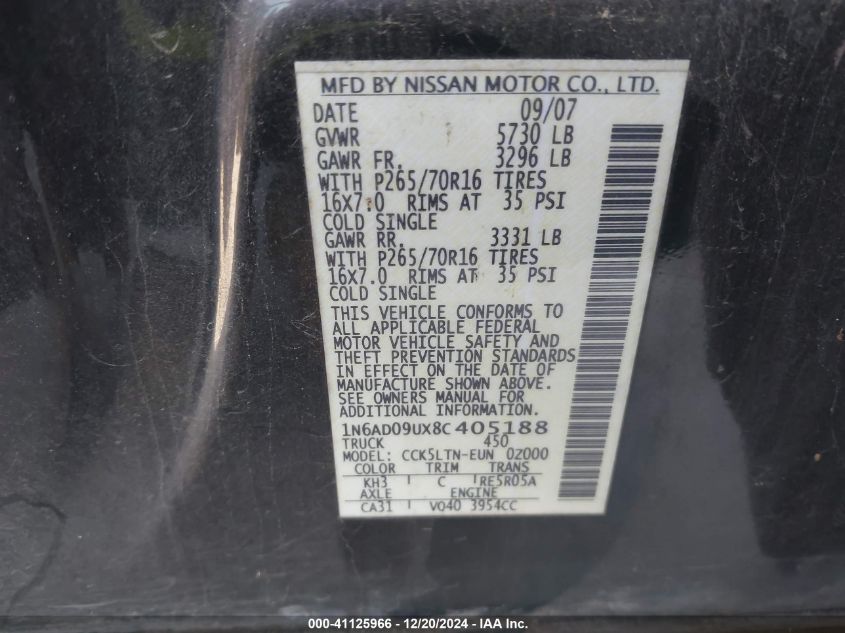 MFD BY NISSAN MOTOR CO., LTD.
DATE 09/07
GVWR 5730 LB
GAWR FR. 3296 LB
WITH P265/70R16 TIRES
16X7.0 RIMS AT 35 PSI
COLD SINGLE
GAWR RR. 3331 LB
WITH P265/70R16 TIRES
16X7.0 RIMS AT 35 PSI
COLD SINGLE
THIS VEHICLE CONFORMS TO
ALL APPLICABLE FEDERAL
MOTOR VEHICLE SAFETY AND
THEFT PREVENTION STANDARDS
IN EFFECT ON THE DATE OF
MANUFACTURE SHOWN ABOVE.
SEE OWNERS MANUAL FOR
ADDITIONAL INFORMATION.
1N6AD09UX8C405188
TRUCK 450
MODEL: CCK5LTN-EUN 0Z000
COLOR TRIM TRANS
KH3 C RE5R05A
AXLE ENGINE
CA31 VQ40 3954CC
000-41125966 - 12/20/2024 - IAA Inc.